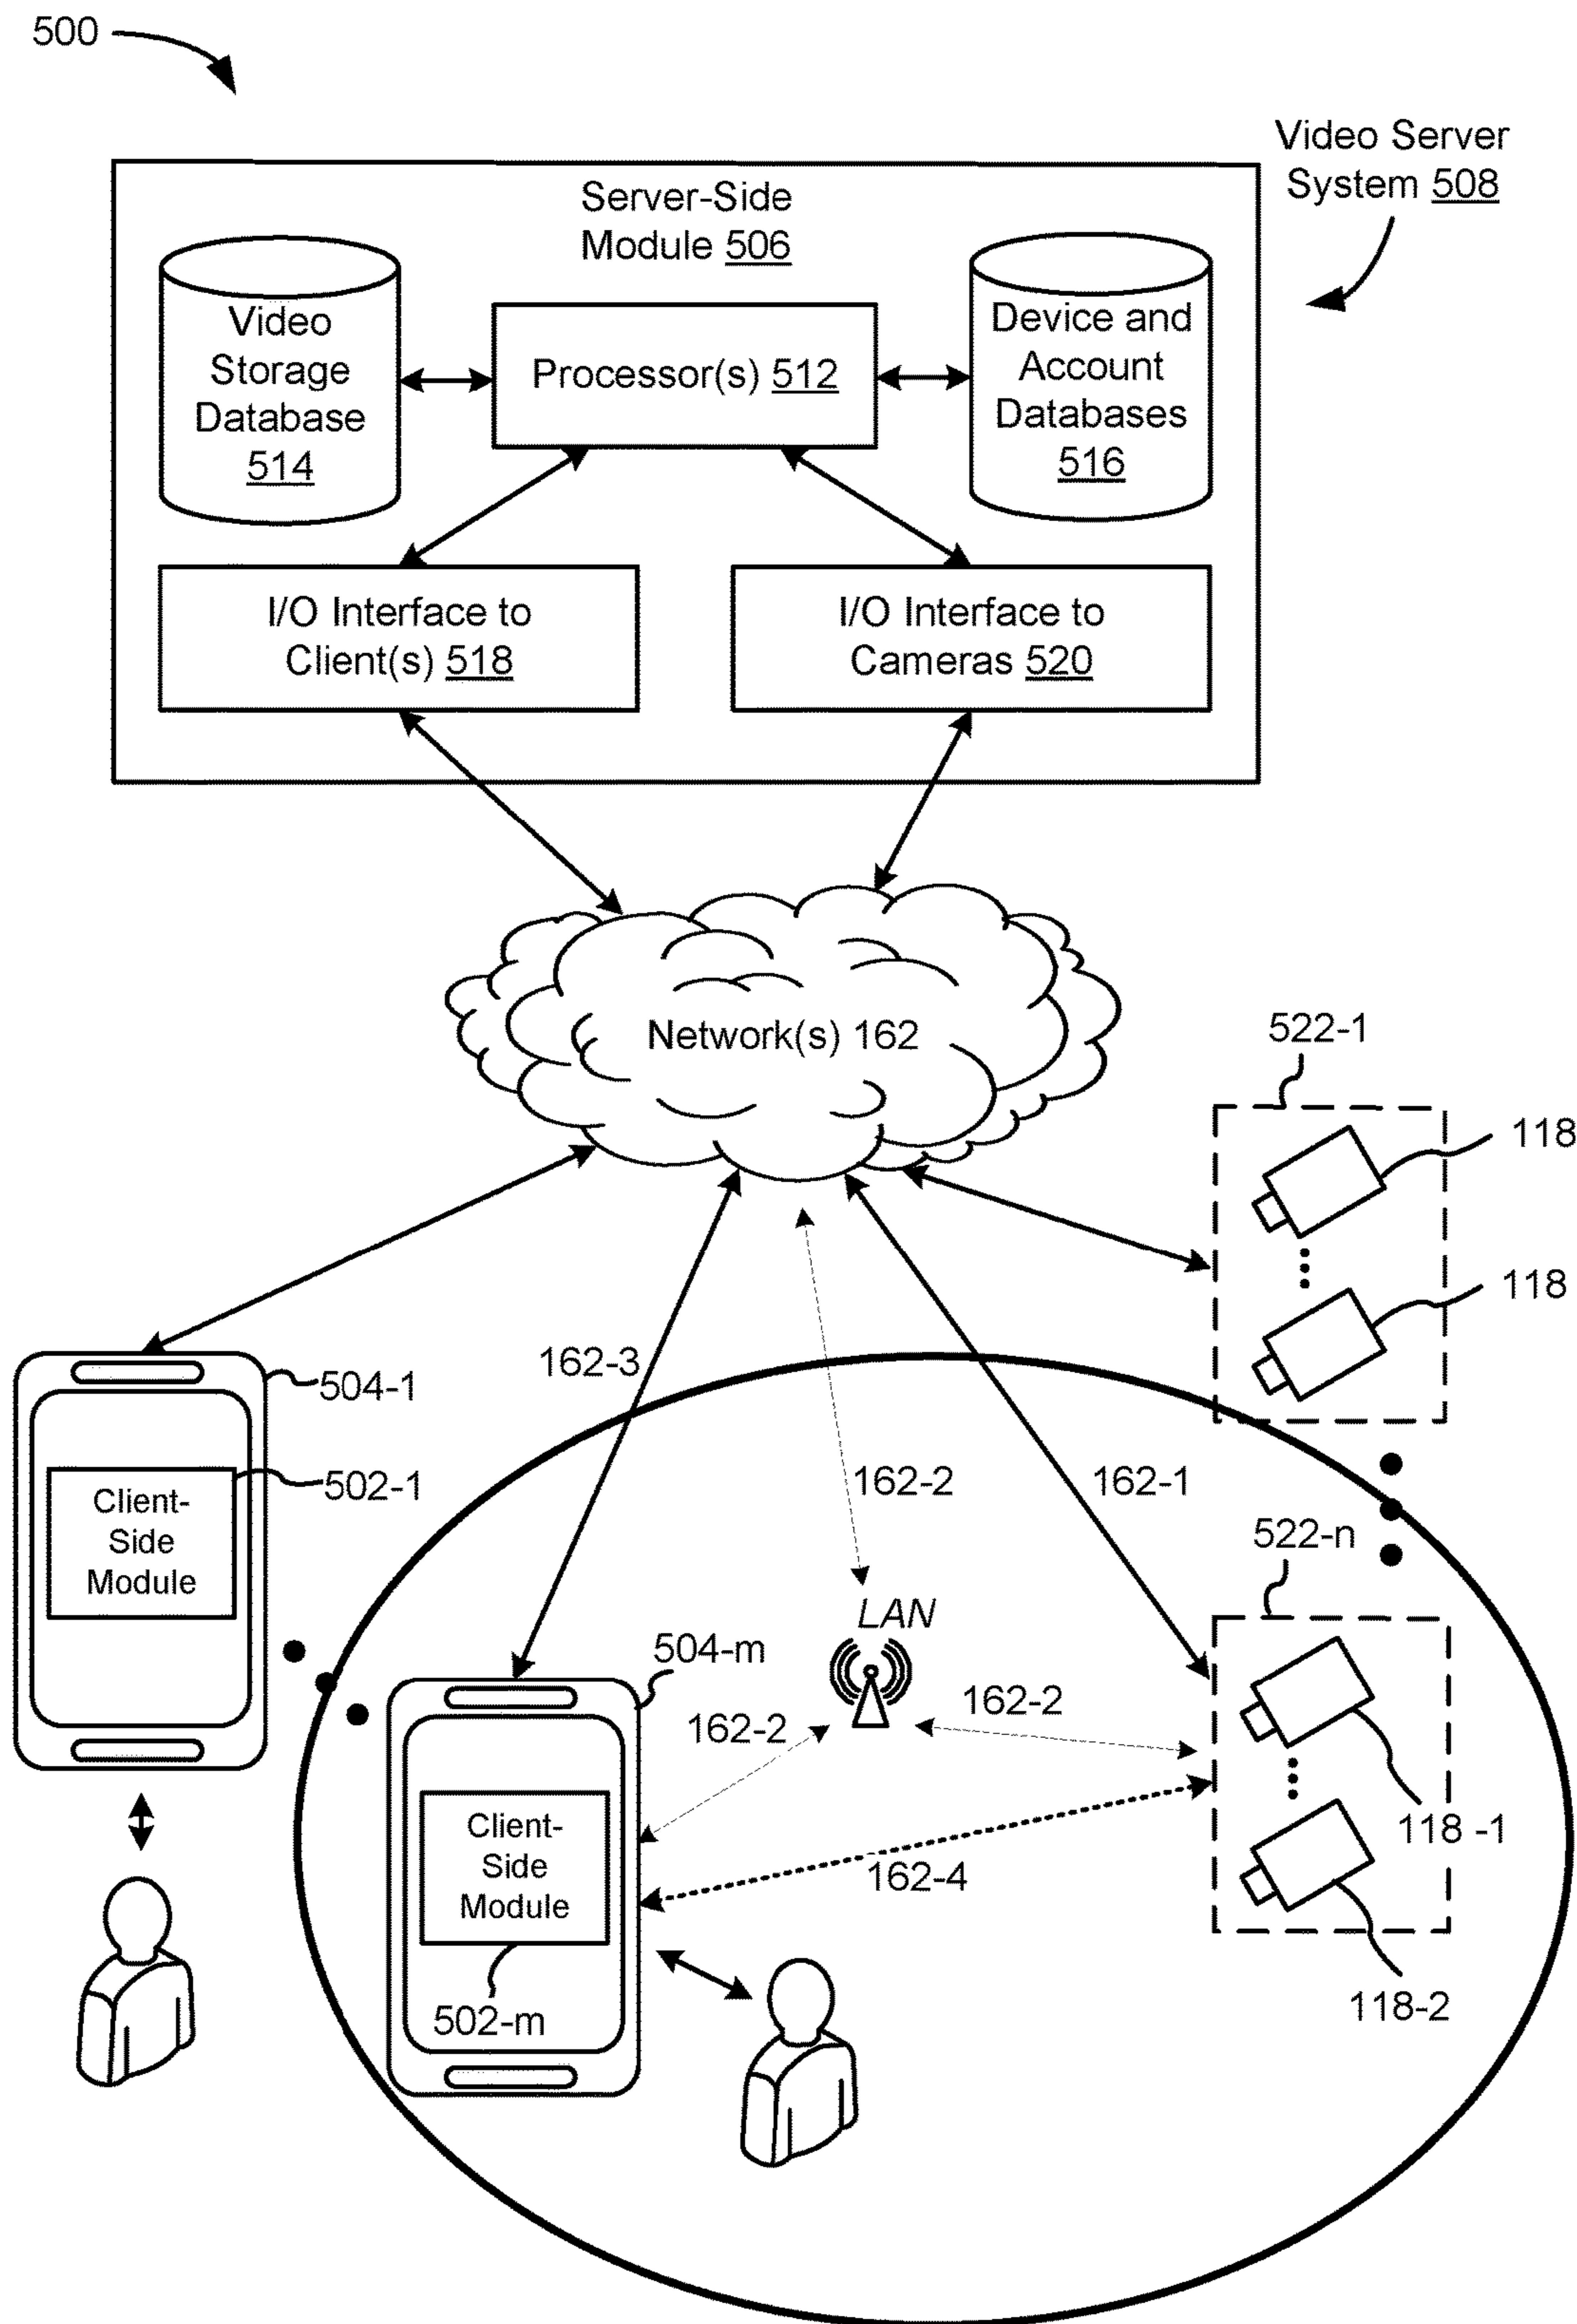 500
Video Server
System 508
Server-Side
Module 506
Video
Storage
Database
514
Processor(s) 512
Device and
Account
Databases
516
I/O Interface to
Client(s) 518
I/O Interface to
Cameras 520
Network(s) 162
522-1
118
118
162-3
504-1
162-2
162-1
502-1
Client-
Side
Module
522-n
LAN
504-m
162-2
162-2
Client-
Side
Module
118 -1
162-4
502-m
118-2